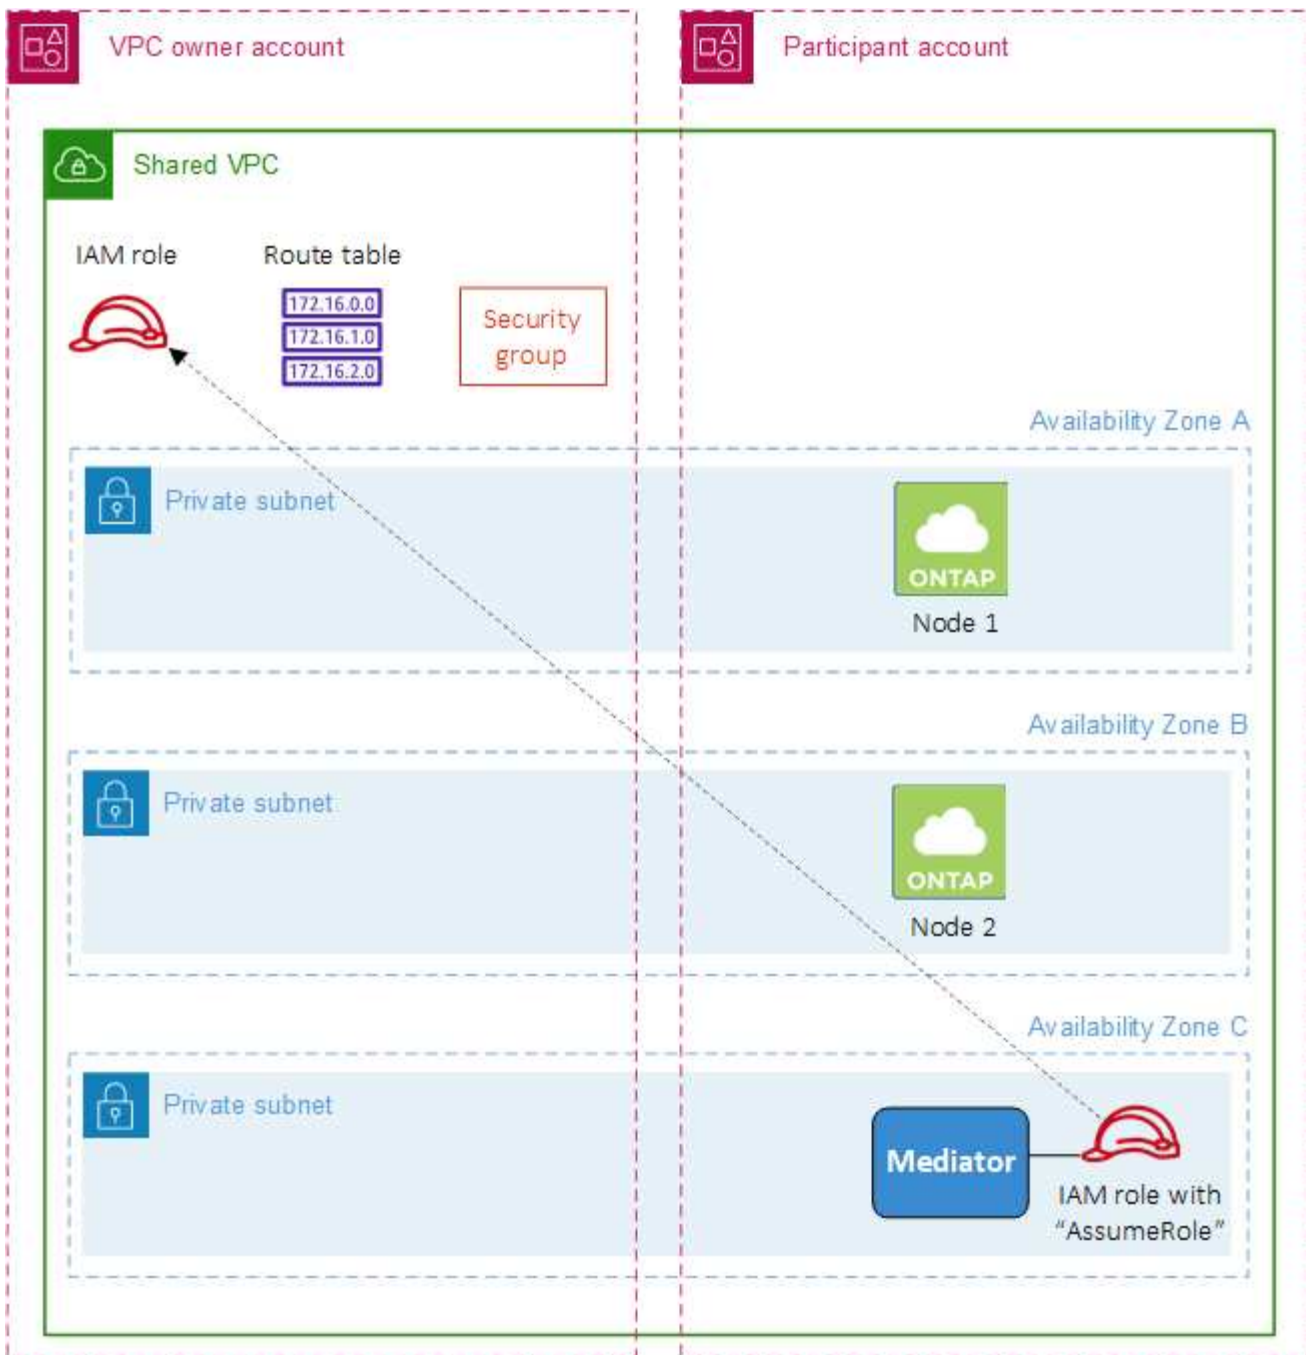 VPC owner account
Participant account
Shared VPC
IAM role
Route table
172.16.0.0
172.16.1.0
172.16.2.0
Security
group
Availability Zone A
Private subnet
ONTAP
Node 1
Availability Zone B
Private subnet
ONTAP
Node 2
Availability Zone C
Private subnet
Mediator
IAM role with
“AssumeRole”